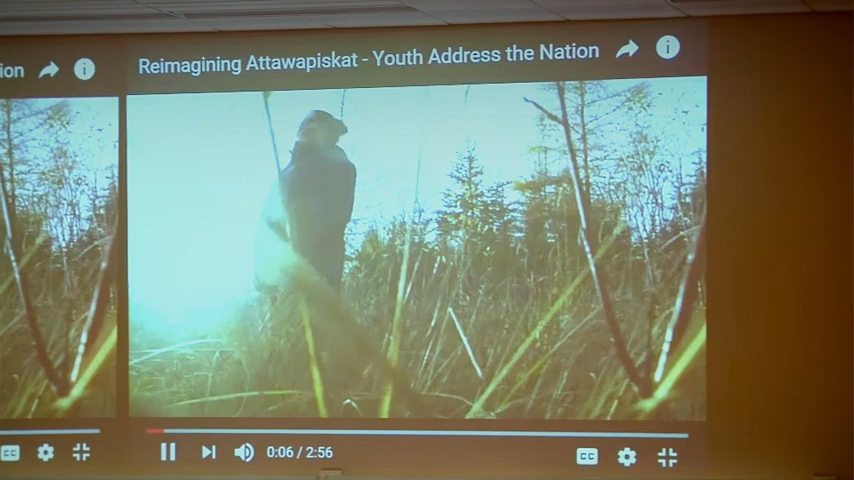 ion
Reimagining Attawapiskat - Youth Address the Nation
CC
0:06 / 2:56
CC